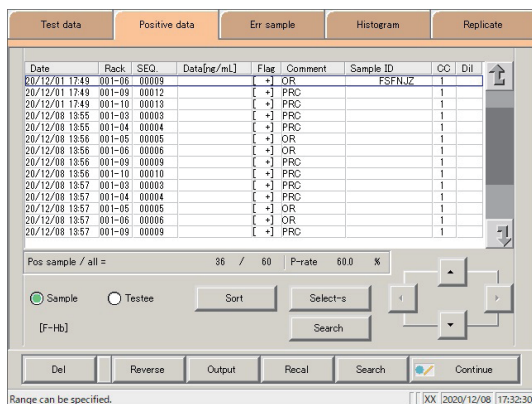 Test data Positive data Err sample Histogram Replicate
Date Rack SEQ. Data[ng/mL] Flag Comment Sample ID CC Dil
20/12/01 17:49 001-06 00009 [ +] OR FSFNJZ 1
20/12/01 17:49 001-09 00012 [ +] PRC 1
20/12/01 17:49 001-10 00013 [ +] PRC 1
20/12/08 13:55 001-03 00003 [ +] PRC 1
20/12/08 13:55 001-04 00004 [ +] PRC 1
20/12/08 13:56 001-05 00005 [ +] OR 1
20/12/08 13:56 001-06 00006 [ +] OR 1
20/12/08 13:56 001-09 00009 [ +] PRC 1
20/12/08 13:56 001-10 00010 [ +] PRC 1
20/12/08 13:57 001-03 00003 [ +] PRC 1
20/12/08 13:57 001-04 00004 [ +] PRC 1
20/12/08 13:57 001-05 00005 [ +] OR 1
20/12/08 13:57 001-06 00006 [ +] OR 1
20/12/08 13:57 001-09 00009 [ +] PRC 1
Pos sample / all = 36 / 60 P-rate 60.0 %
Sample Testee Sort Select-s
[F-Hb] Search
Del Reverse Output Recal Search Continue
Range can be specified. XX 2020/12/08 17:32:30